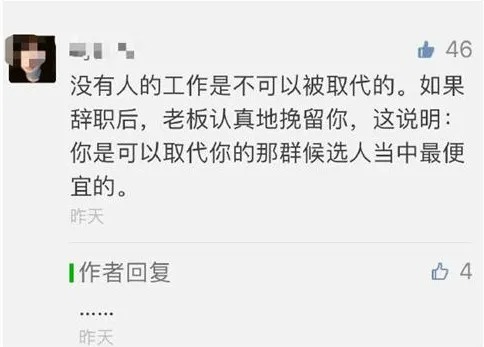 46
没有人的工作是不可以被取代的。如果
辞职后，老板认真地挽留你，这说明：
你是可以取代你的那群候选人当中最便
宜的。
昨天
作者回复
4
......
昨天